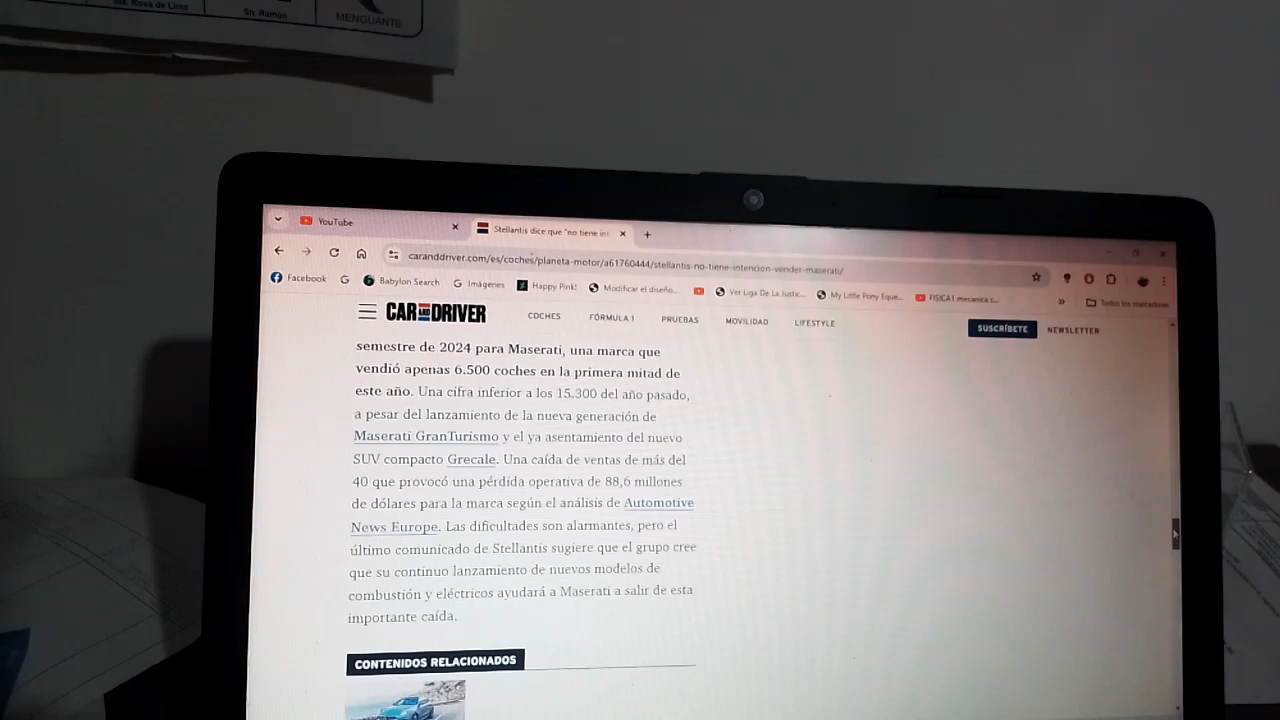 Sta. Rosa de Lima
Sn. Ramón
MENGUANTE
YouTube
Stellantis dice que "no tiene in
caranddriver.com/es/coches/planeta-motor/a61760444/stellantis-no-tiene-intencion-vender-maserati/
Facebook
G
Babylon Search
G Imágenes
Happy Pink!
Modificar el diseño...
Ver Liga De La Justic...
My Little Pony Eque...
FISICA1 mecanica c...
»
Todos los marcadores
CAR AND DRIVER
COCHES
FÓRMULA 1
PRUEBAS
MOVILIDAD
LIFESTYLE
SUSCRÍBETE
NEWSLETTER
semestre de 2024 para Maserati, una marca que
vendió apenas 6.500 coches en la primera mitad de
este año. Una cifra inferior a los 15.300 del año pasado,
a pesar del lanzamiento de la nueva generación de
Maserati GranTurismo y el ya asentamiento del nuevo
SUV compacto Grecale. Una caída de ventas de más del
40 que provocó una pérdida operativa de 88,6 millones
de dólares para la marca según el análisis de Automotive
News Europe. Las dificultades son alarmantes, pero el
último comunicado de Stellantis sugiere que el grupo cree
que su continuo lanzamiento de nuevos modelos de
combustión y eléctricos ayudará a Maserati a salir de esta
importante caída.
CONTENIDOS RELACIONADOS